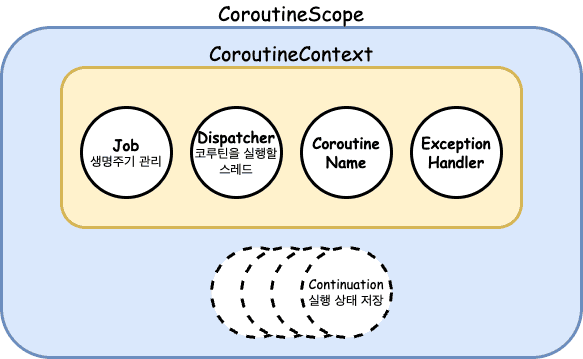 CoroutineScope
CoroutineContext
Job
생명주기 관리
Dispatcher
코루틴을 실행할
스레드
Coroutine
Name
Exception
Handler
Continuation
실행 상태 저장